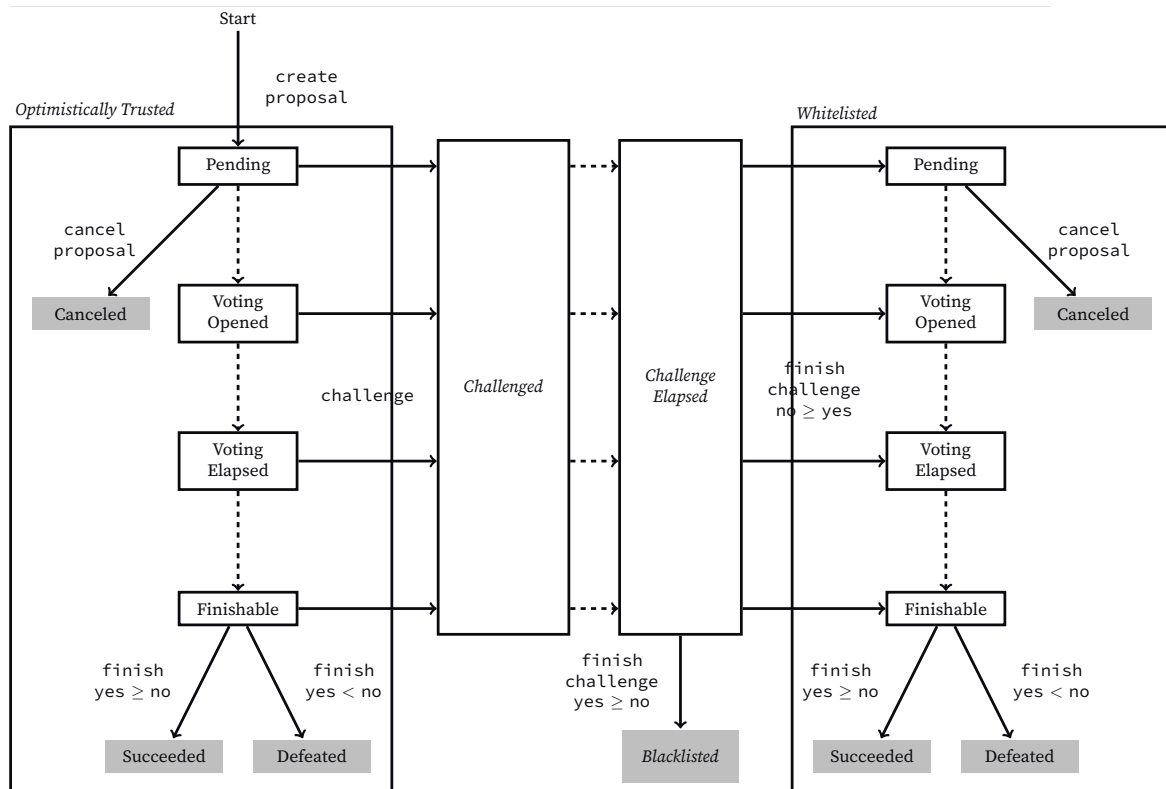 Start
create
proposal
Optimistically Trusted
Whitelisted
Pending
Pending
cancel
proposal
cancel
proposal
Canceled
Voting
Opened
Voting
Opened
Canceled
challenge
Challenged
Challenge
Elapsed
finish
challenge
no ≥ yes
Voting
Elapsed
Voting
Elapsed
Finishable
Finishable
finish
yes ≥ no
finish
yes < no
finish
challenge
yes ≥ no
finish
yes ≥ no
finish
yes < no
Succeeded
Defeated
Blacklisted
Succeeded
Defeated